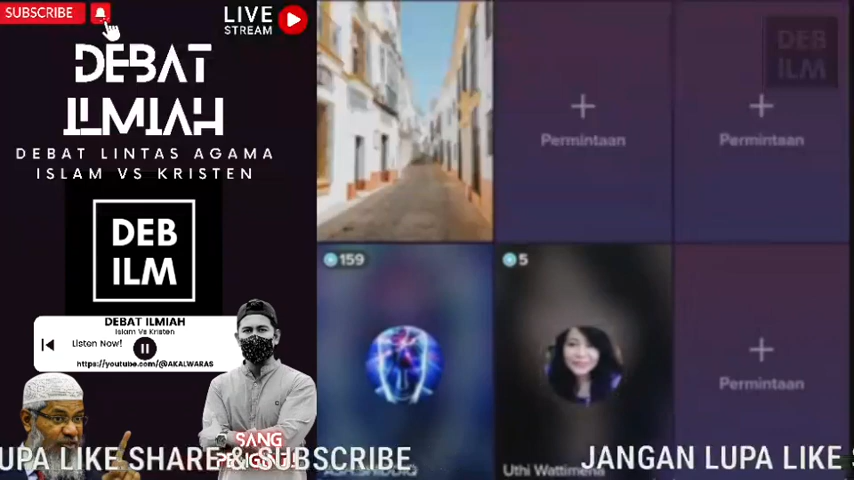 SUBSCRIBE
LIVE
STREAM
DEBAT
ILMIAH
DEBAT LINTAS AGAMA
ISLAM VS KRISTEN
DEB
ILM
DEBAT ILMIAH
Islam Vs Kristen
Listen Now!
https://youtube.com/@AKALWARAS
SANG
UPA LIKE SHARE & SUBSCRIBE
JANGAN LUPA LIKE
DEB
ILM
Permintaan
Permintaan
159
5
Permintaan
Uthi Wattimena